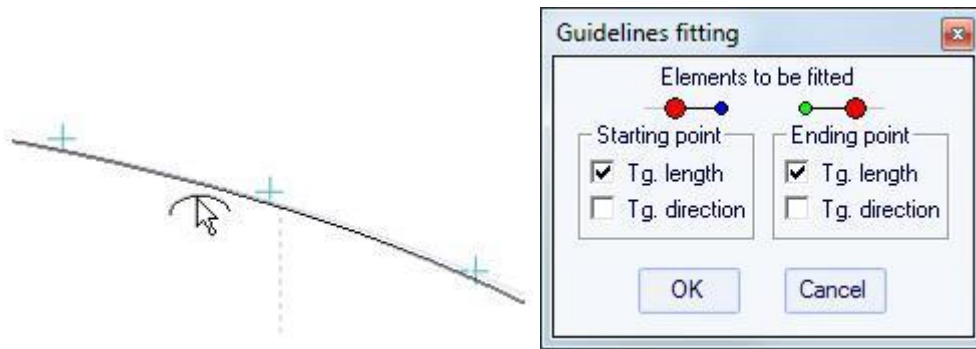 Guidelines fitting
Elements to be fitted
Starting point
Ending point
Tg. length
Tg. length
Tg. direction
Tg. direction
OK
Cancel